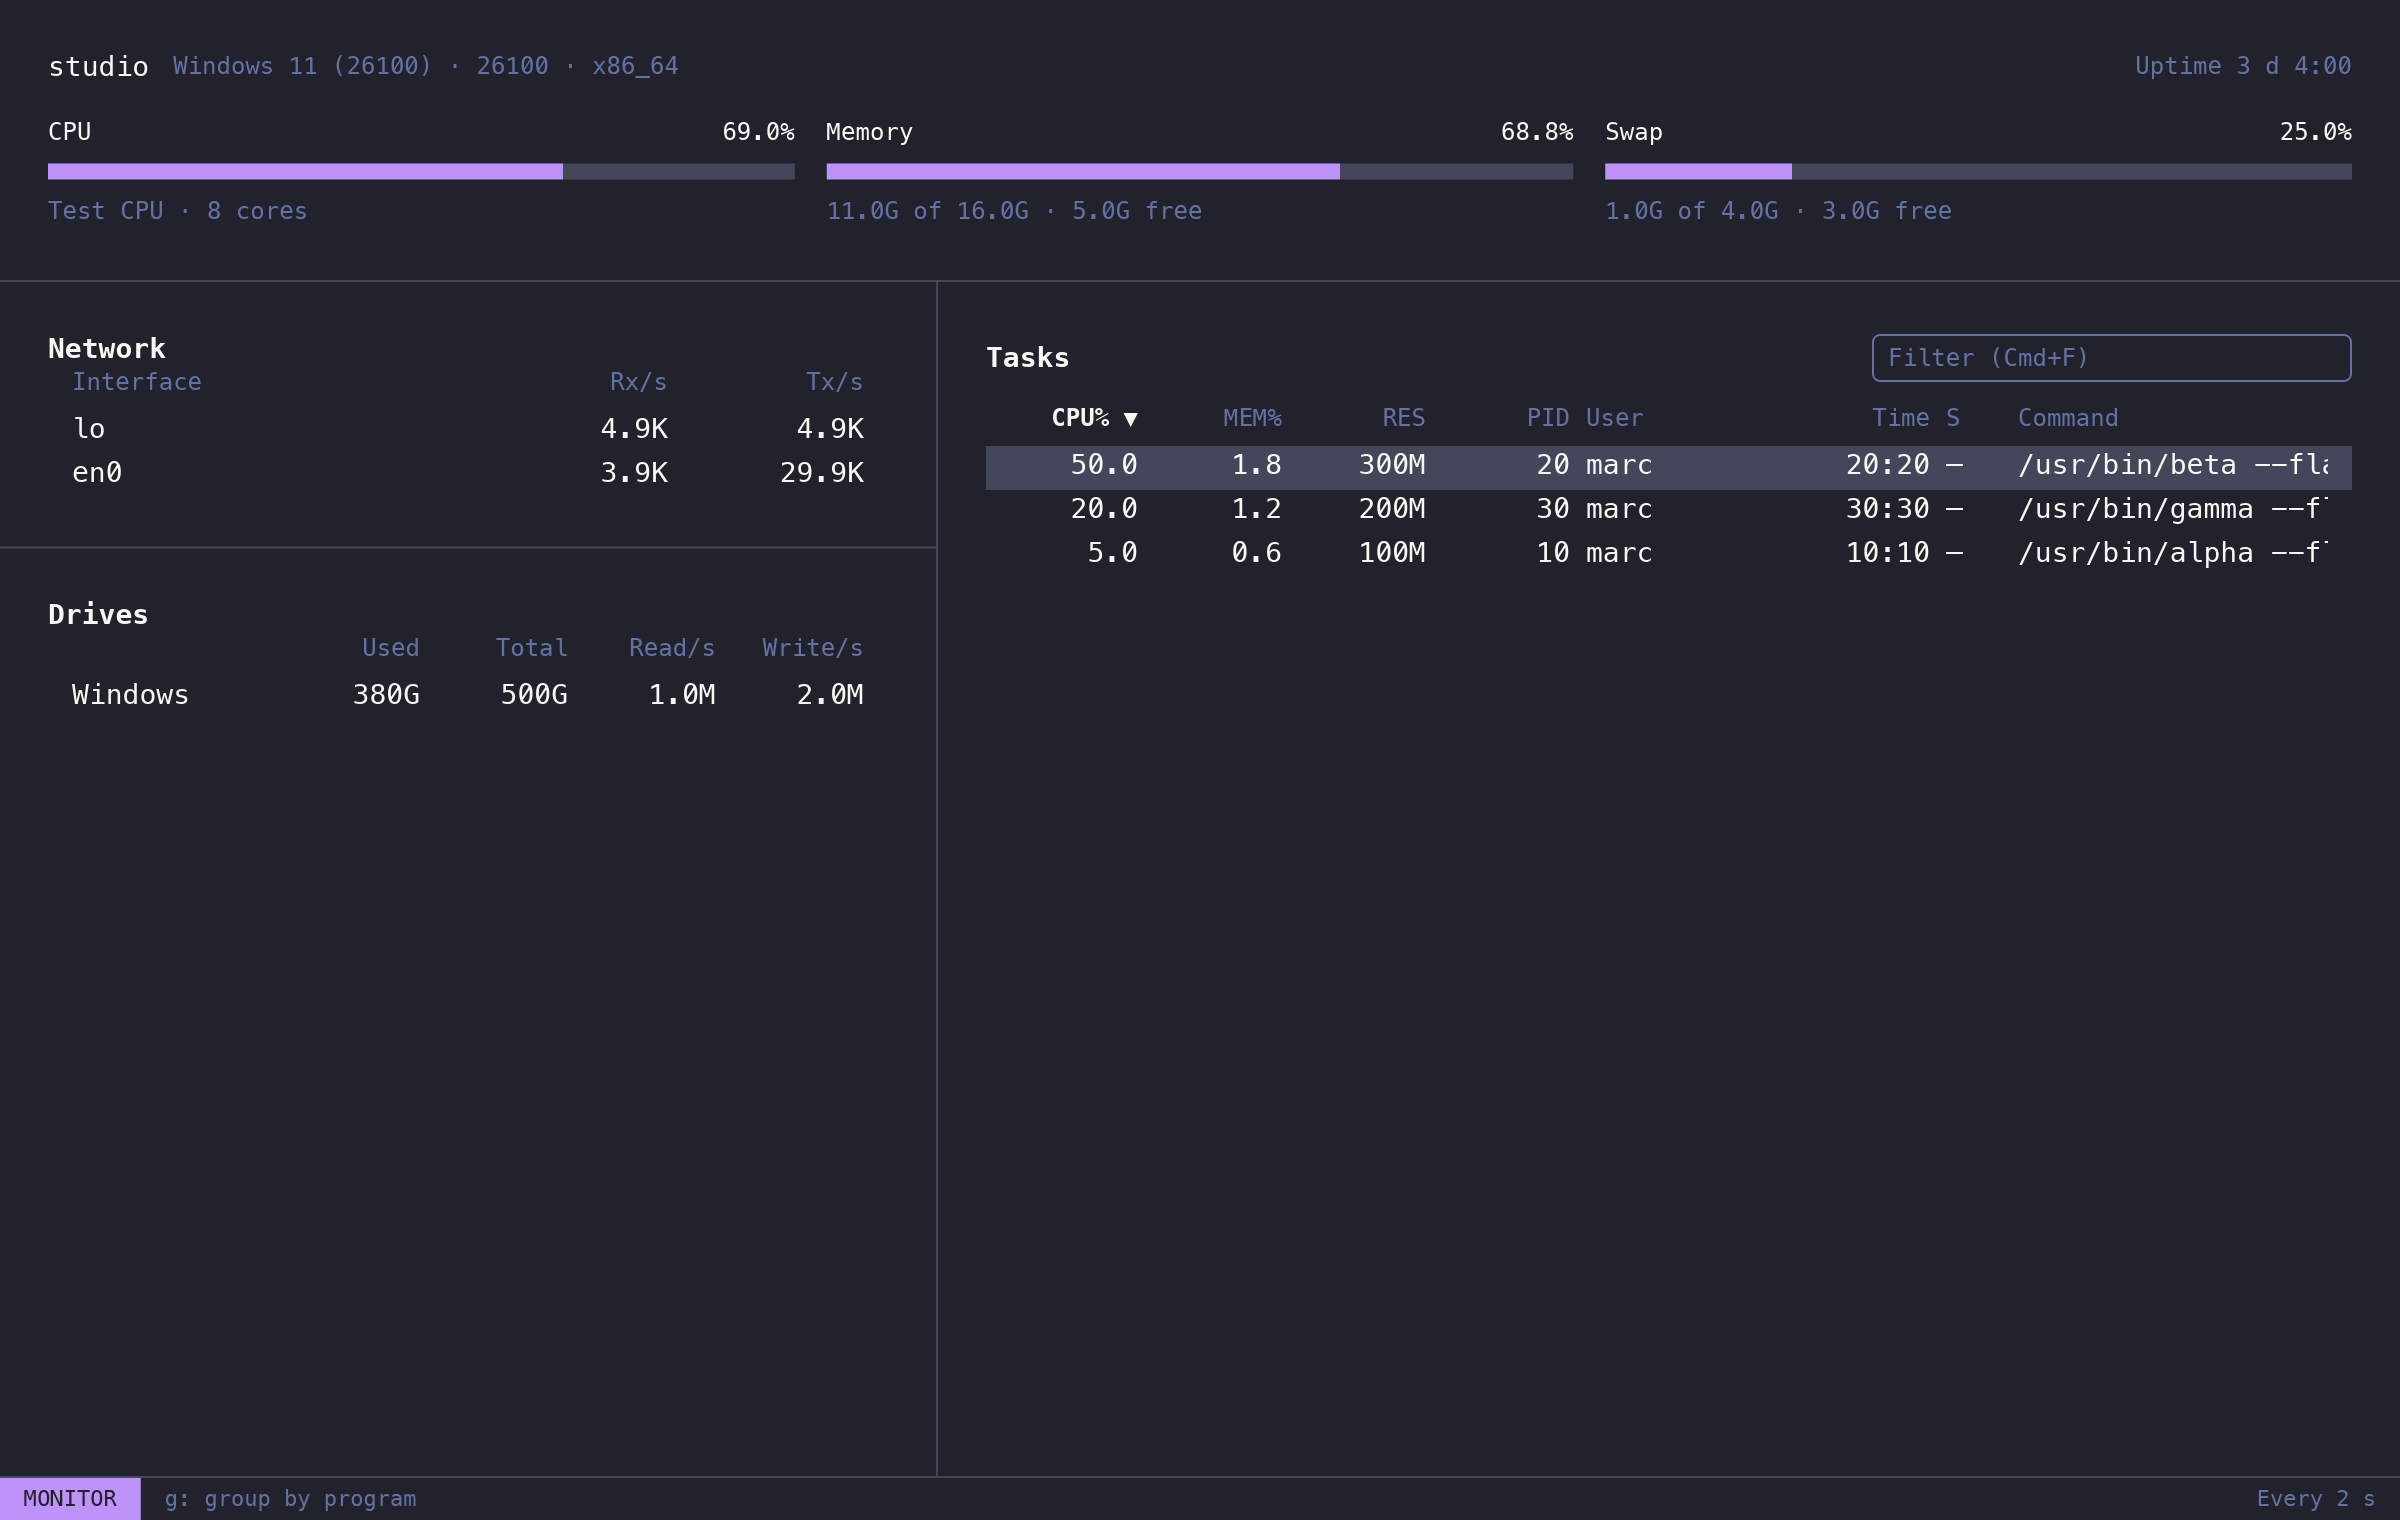 studio Windows 11 (26100) · 26100 · x86_64 Uptime 3 d 4:00
CPU 69.0% Memory 68.8% Swap 25.0%
Test CPU · 8 cores 11.0G of 16.0G · 5.0G free 1.0G of 4.0G · 3.0G free
Network
Interface Rx/s Tx/s
lo 4.9K 4.9K
en0 3.9K 29.9K
Drives
Used Total Read/s Write/s
Windows 380G 500G 1.0M 2.0M
Tasks Filter (Cmd+F)
CPU% ▼ MEM% RES PID User Time S Command
50.0 1.8 300M 20 marc 20:20 — /usr/bin/beta --fla
20.0 1.2 200M 30 marc 30:30 — /usr/bin/gamma --fl
5.0 0.6 100M 10 marc 10:10 — /usr/bin/alpha --fl
MONITOR g: group by program Every 2 s